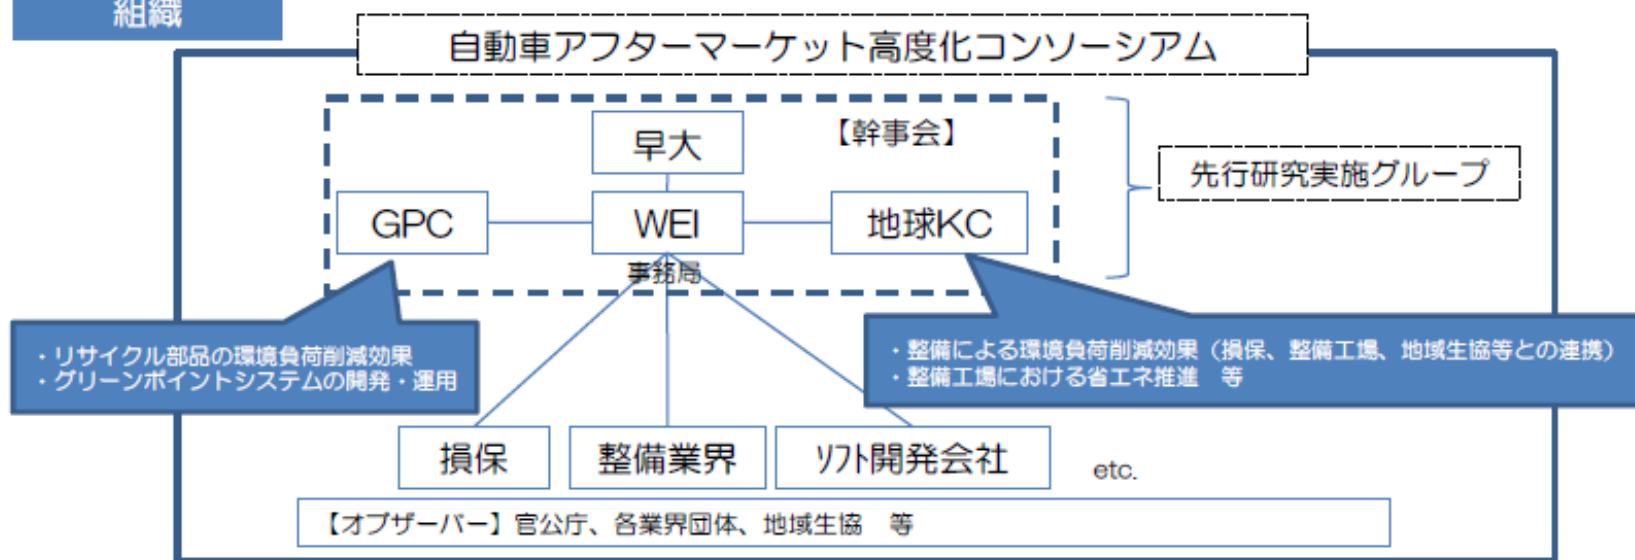 組織
自動車アフターマーケット高度化コンソーシアム
早大
【幹事会】
先行研究実施グループ
GPC
WEI
地球KC
事務局
・リサイクル部品の環境負荷削減効果
・グリーンポイントシステムの開発・運用
・整備による環境負荷削減効果（損保、整備工場、地域生協等との連携）
・整備工場における省エネ推進　等
損保
整備業界
ｿﾌﾄ開発会社
etc.
【オブザーバー】官公庁、各業界団体、地域生協　等